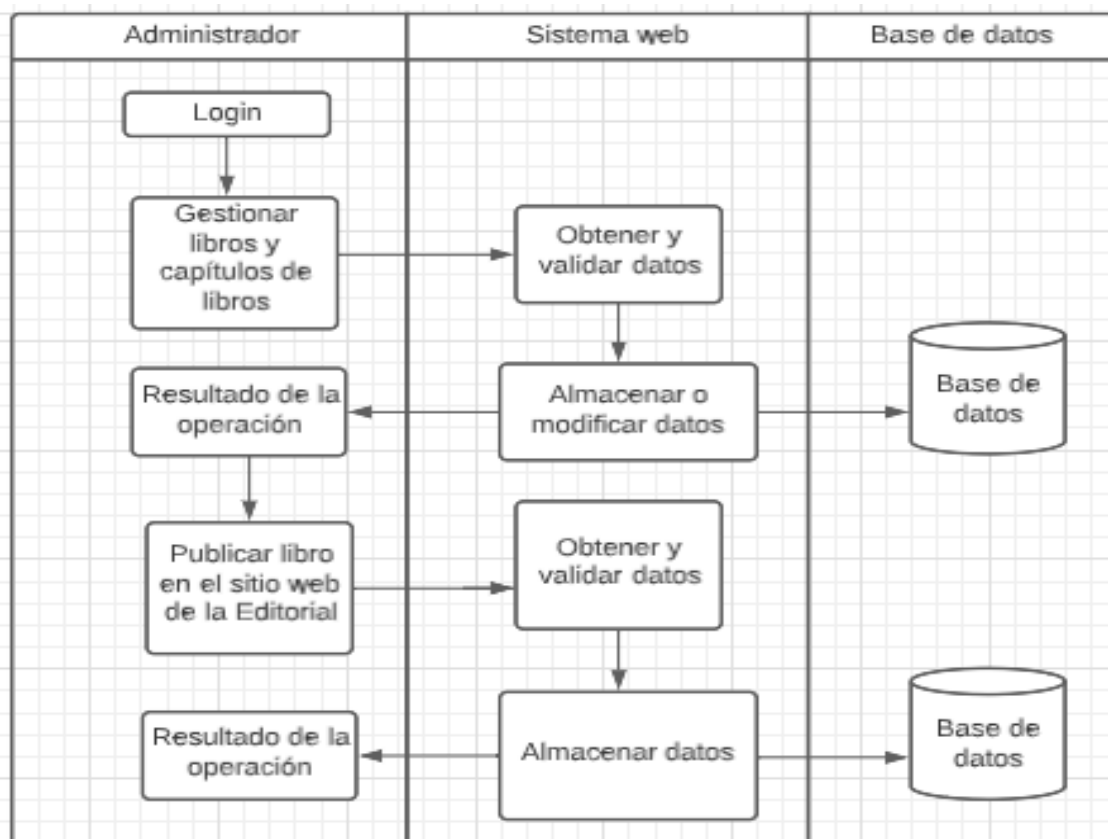 Administrador
Sistema web
Base de datos
Login
Gestionar
libros y
capítulos de
libros
Obtener y
validar datos
Resultado de la
operación
Almacenar o
modificar datos
Base de
datos
Publicar libro
en el sitio web
de la Editorial
Obtener y
validar datos
Resultado de la
operación
Almacenar datos
Base de
datos